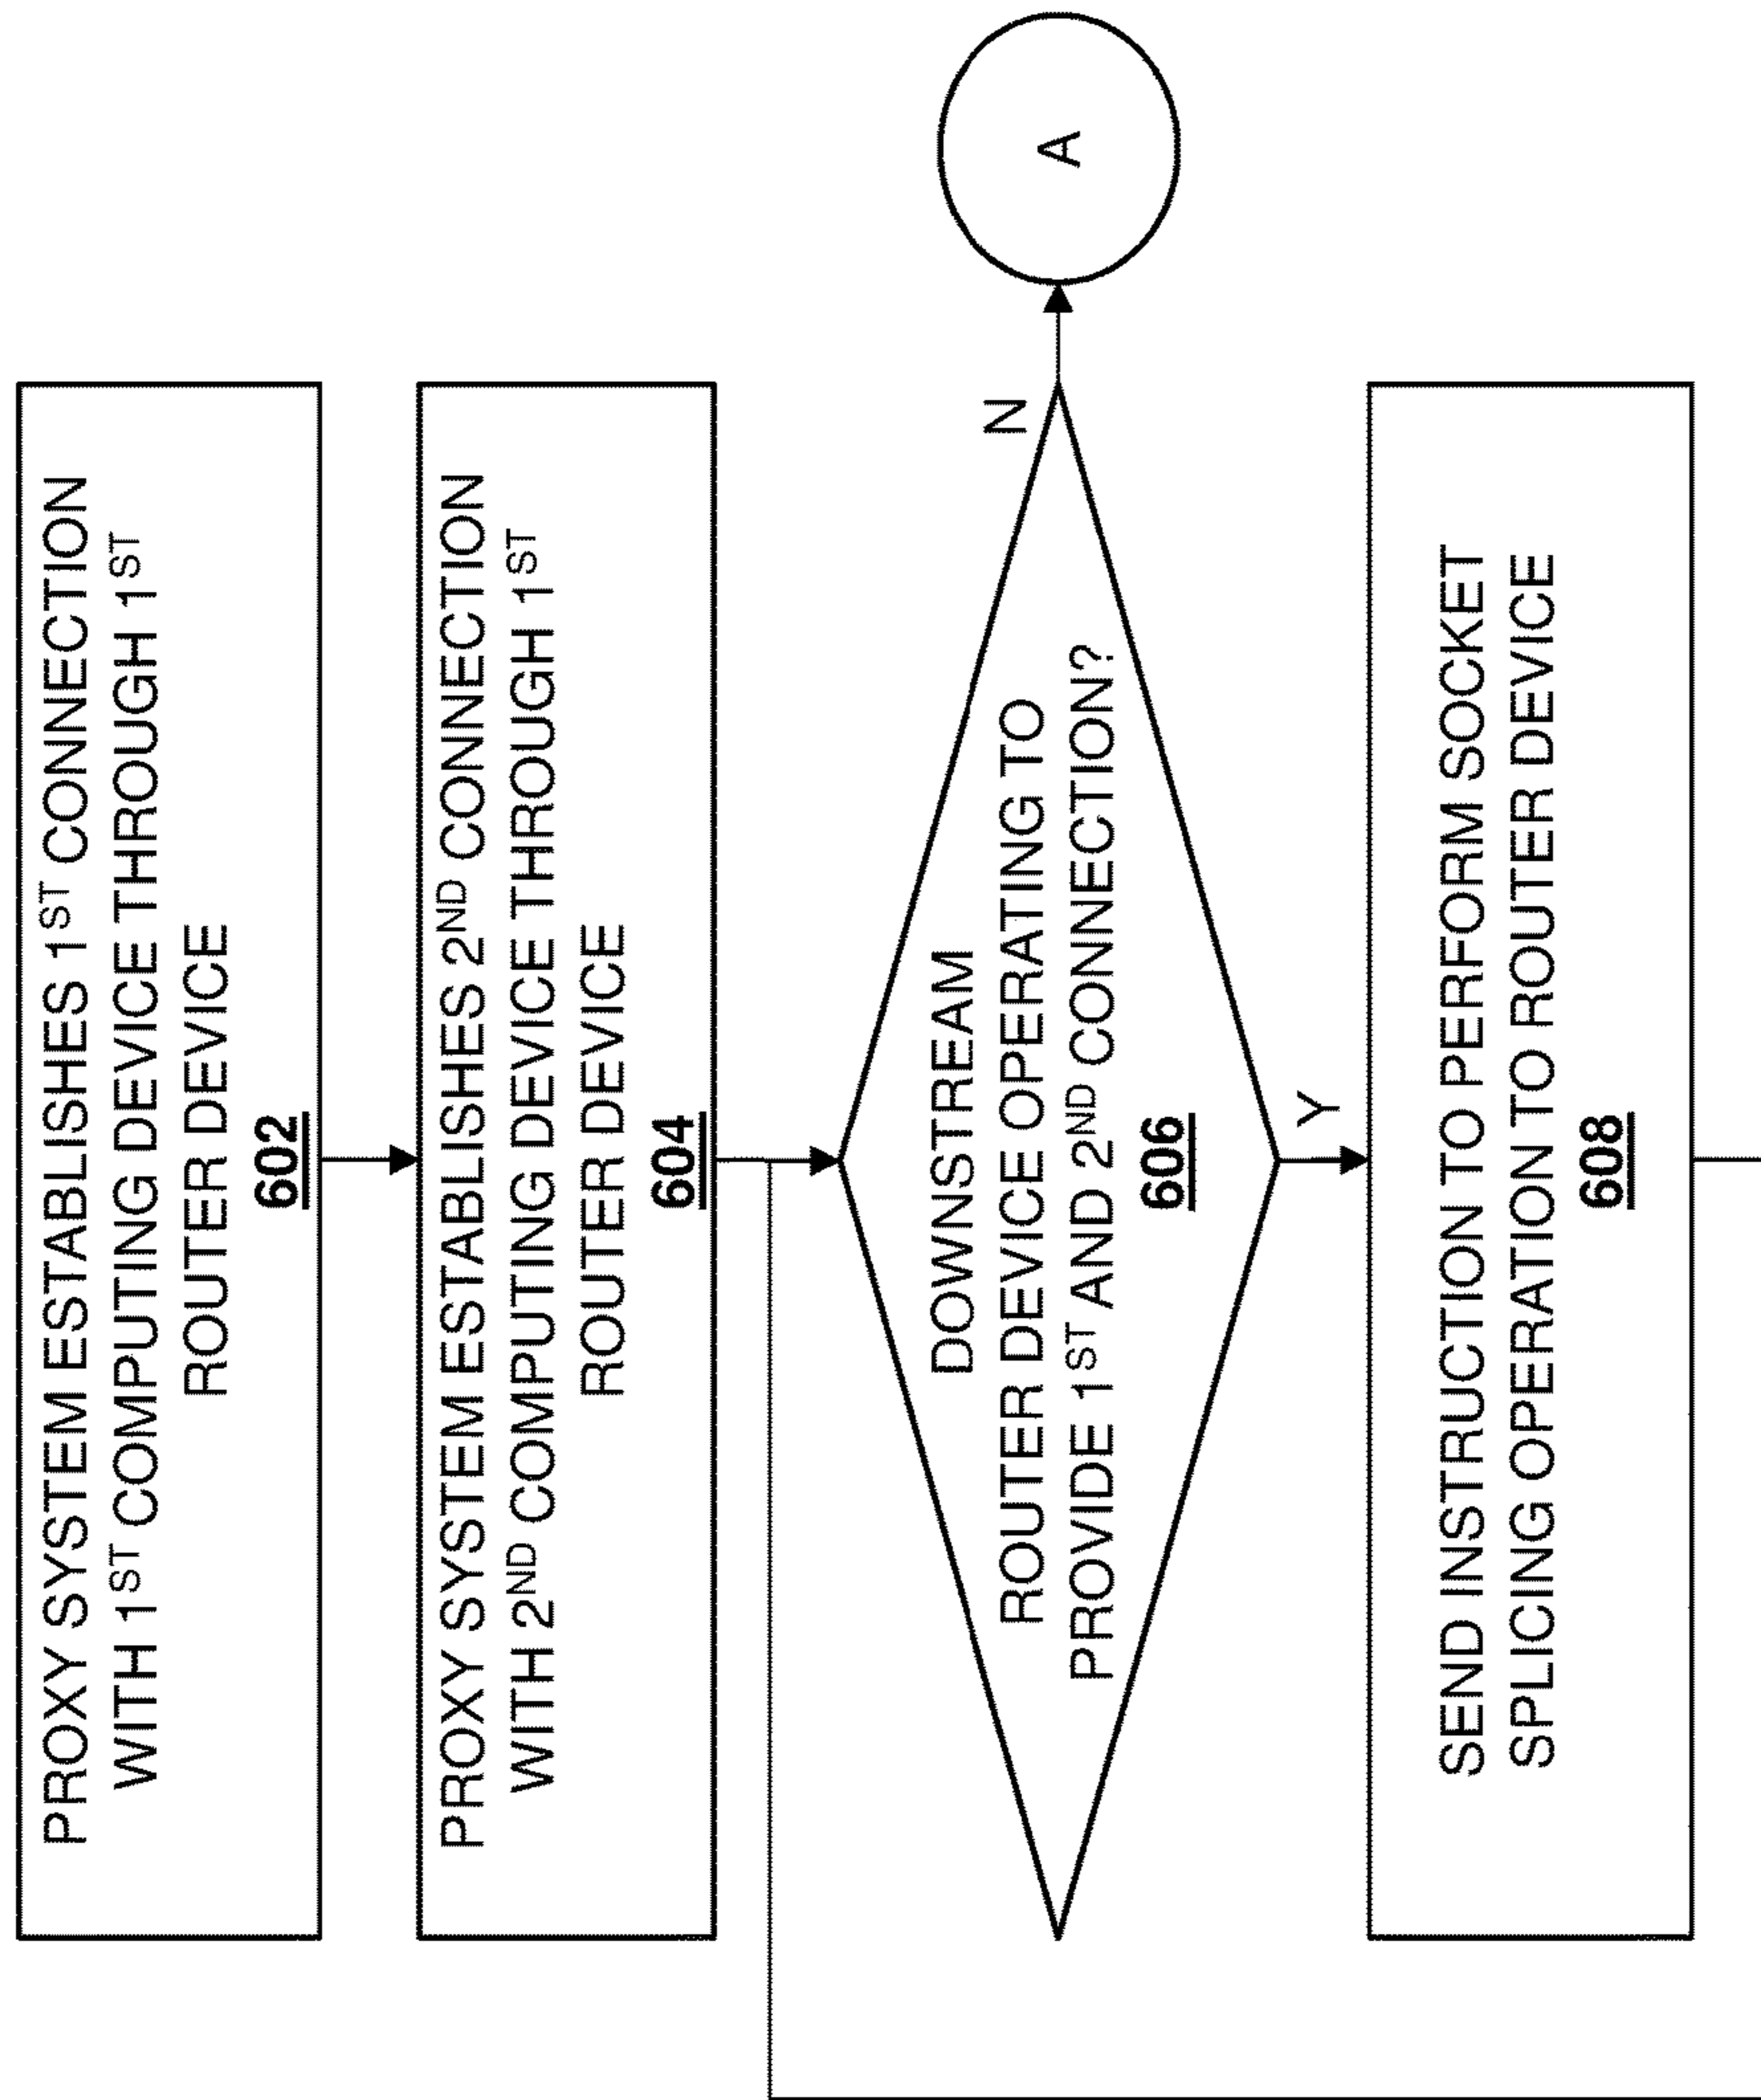 PROXY SYSTEM ESTABLISHES 1ST CONNECTION
WITH 1ST COMPUTING DEVICE THROUGH 1ST
ROUTER DEVICE
602
PROXY SYSTEM ESTABLISHES 2ND CONNECTION
WITH 2ND COMPUTING DEVICE THROUGH 1ST
ROUTER DEVICE
604
DOWNSTREAM
ROUTER DEVICE OPERATING TO
PROVIDE 1ST AND 2ND CONNECTION?
606
N
A
Y
SEND INSTRUCTION TO PERFORM SOCKET
SPLICING OPERATION TO ROUTER DEVICE
608